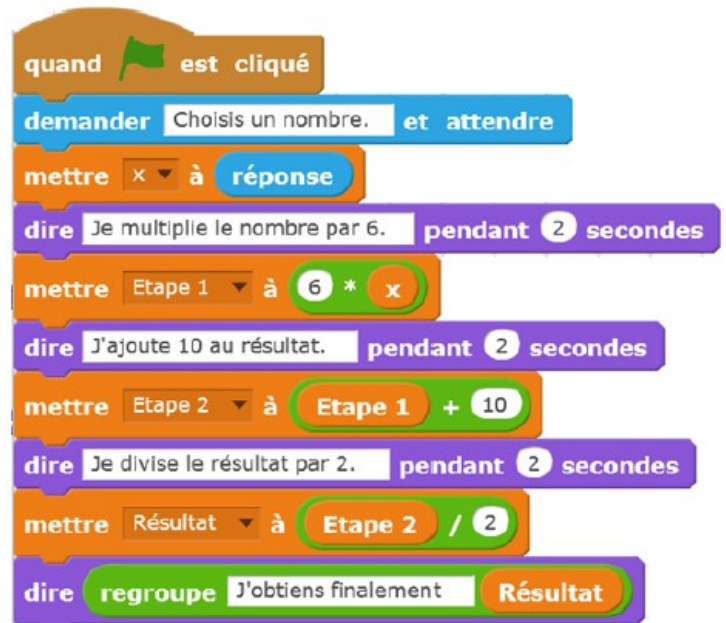 quand est cliqué
demander Choisis un nombre. et attendre
mettre x à réponse
dire Je multiplie le nombre par 6. pendant 2 secondes
mettre Etape 1 à 6 * x
dire J'ajoute 10 au résultat. pendant 2 secondes
mettre Etape 2 à Etape 1 + 10
dire Je divise le résultat par 2. pendant 2 secondes
mettre Résultat à Etape 2 / 2
dire regroupe J'obtiens finalement Résultat